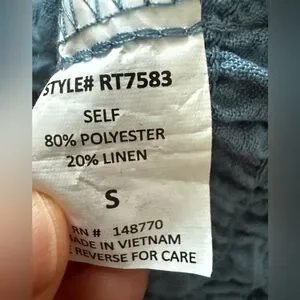 STYLE# RT7583
SELF
80% POLYESTER
20% LINEN
S
RN # 148770
MADE IN VIETNAM
REVERSE FOR CARE